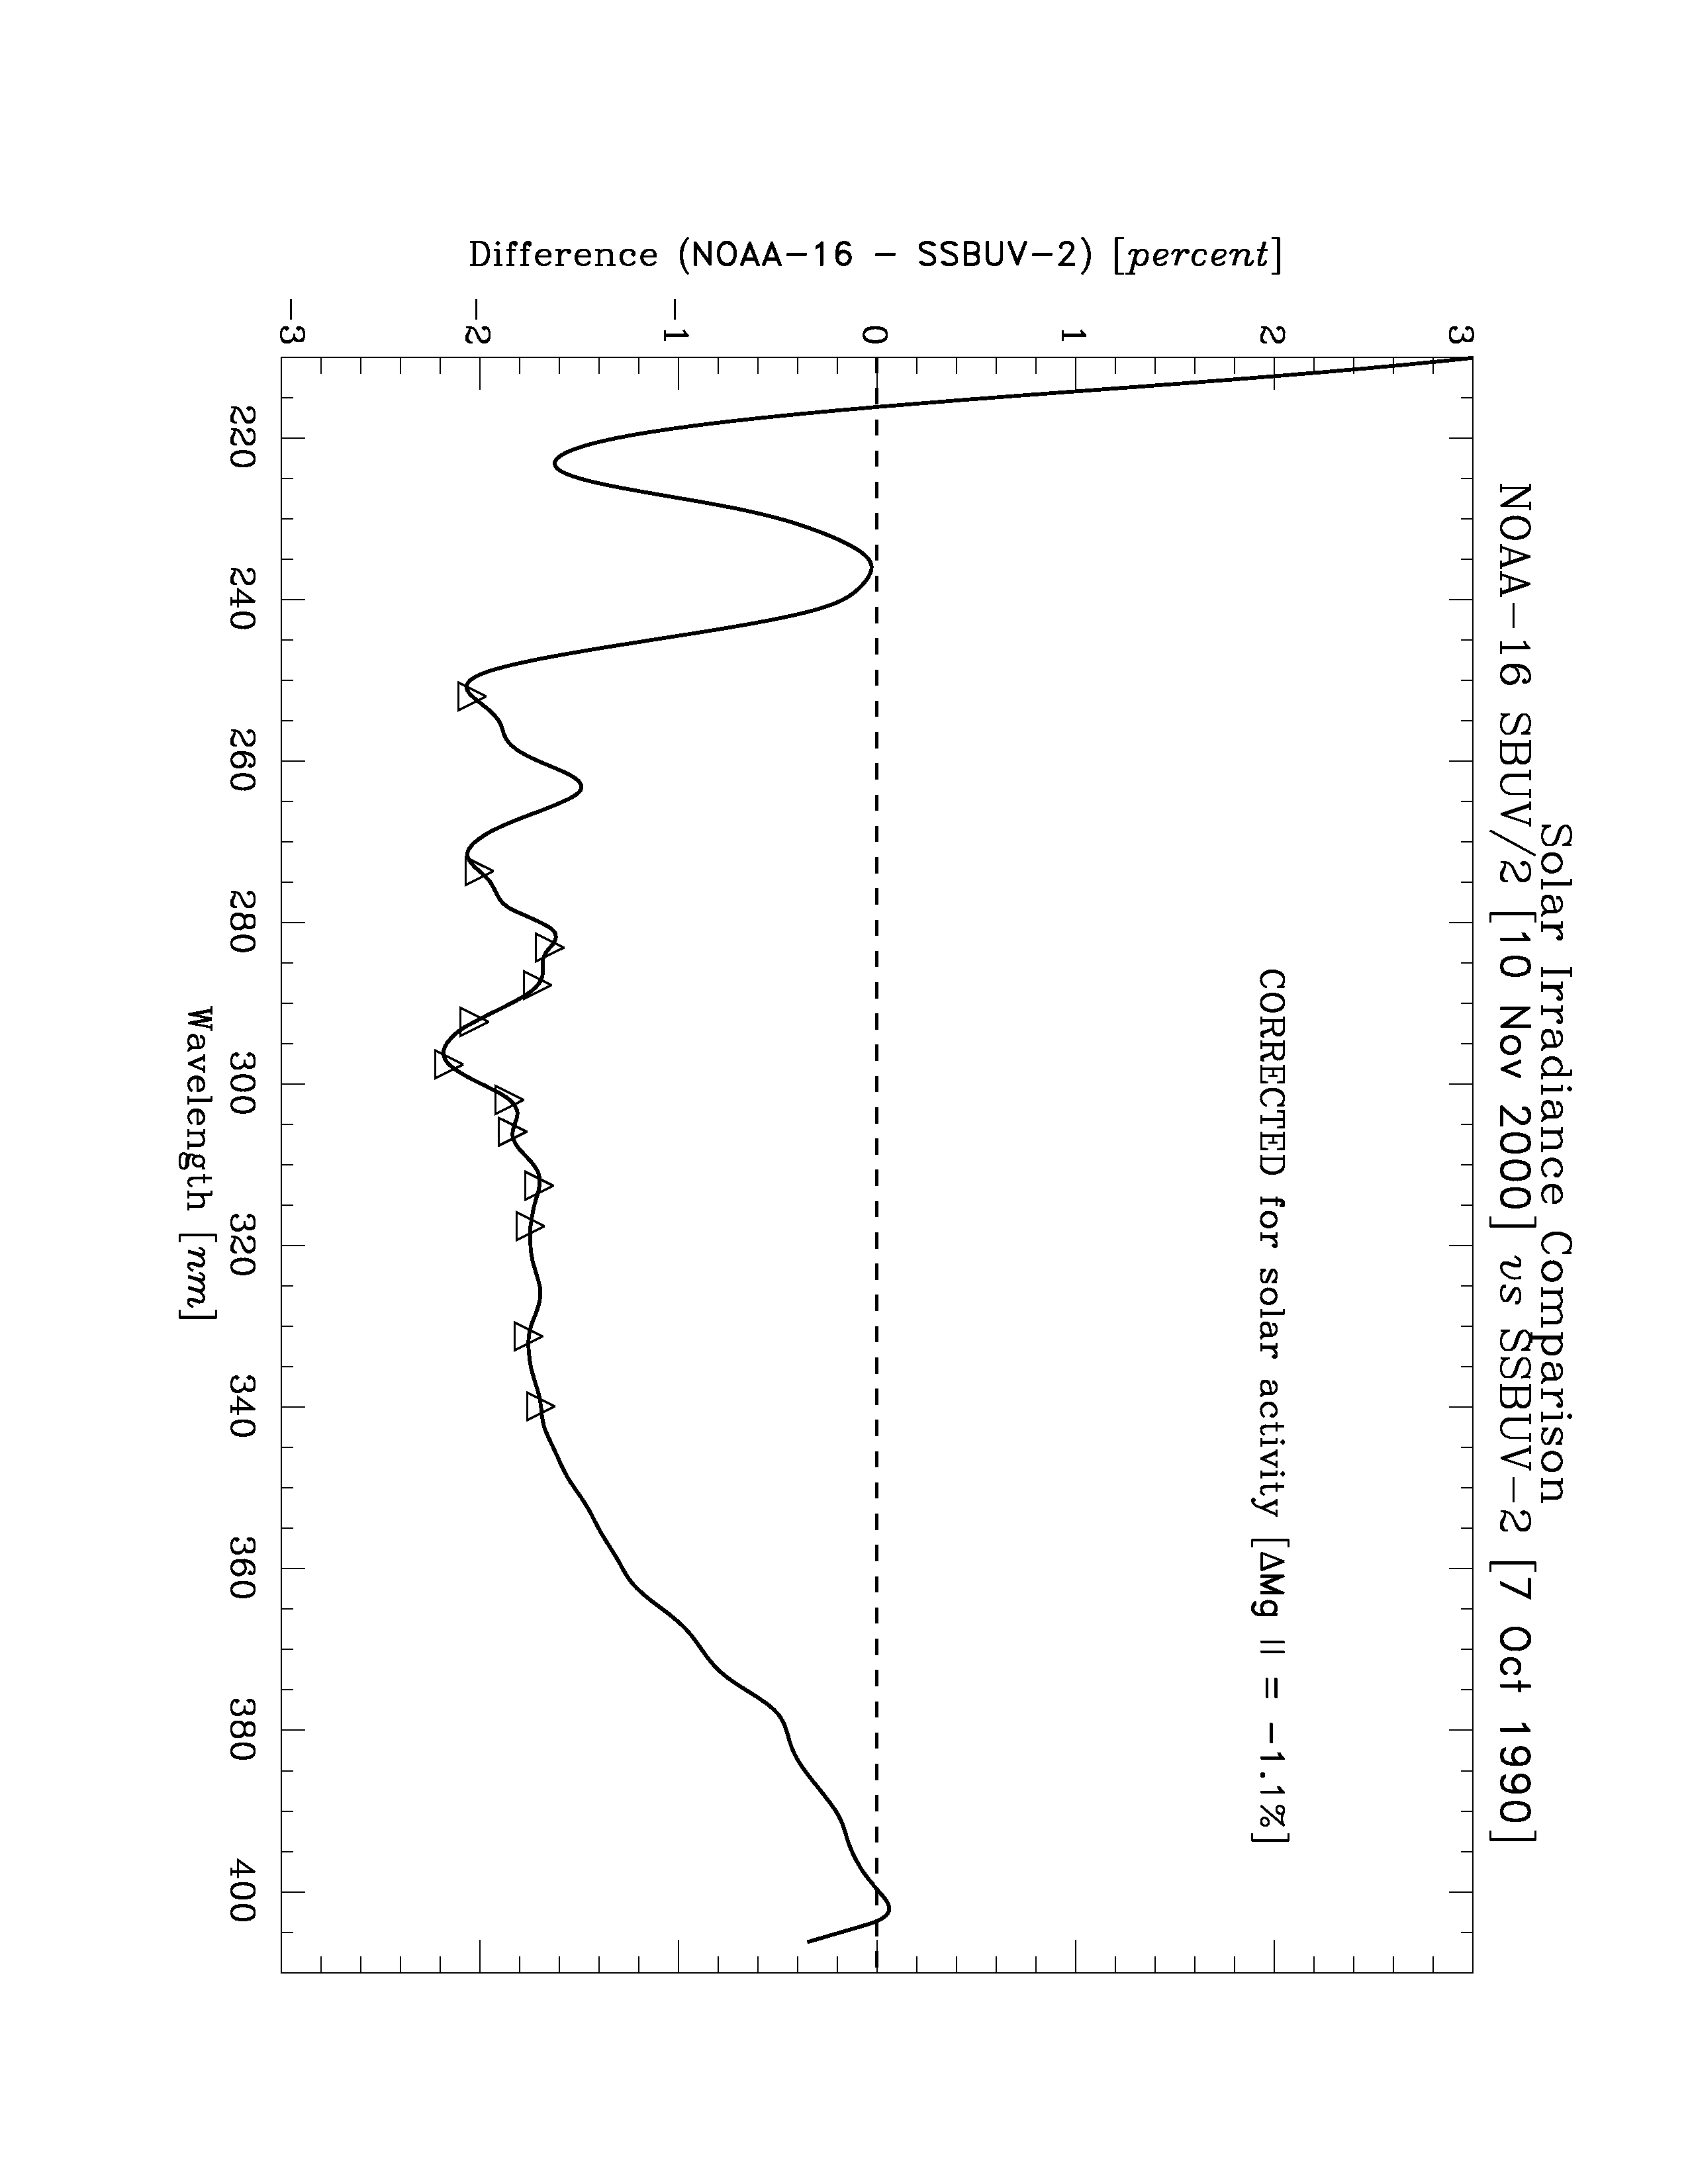 Solar Irradiance Comparison
NOAA-16 SBUV/2 [10 Nov 2000] vs SSBUV-2 [7 Oct 1990]
CORRECTED for solar activity [ΔMg II = -1.1%]
Difference (NOAA-16 - SSBUV-2) [percent]
3
2
1
0
-1
-2
-3
220 240 260 280 300 320 340 360 380 400
Wavelength [nm]